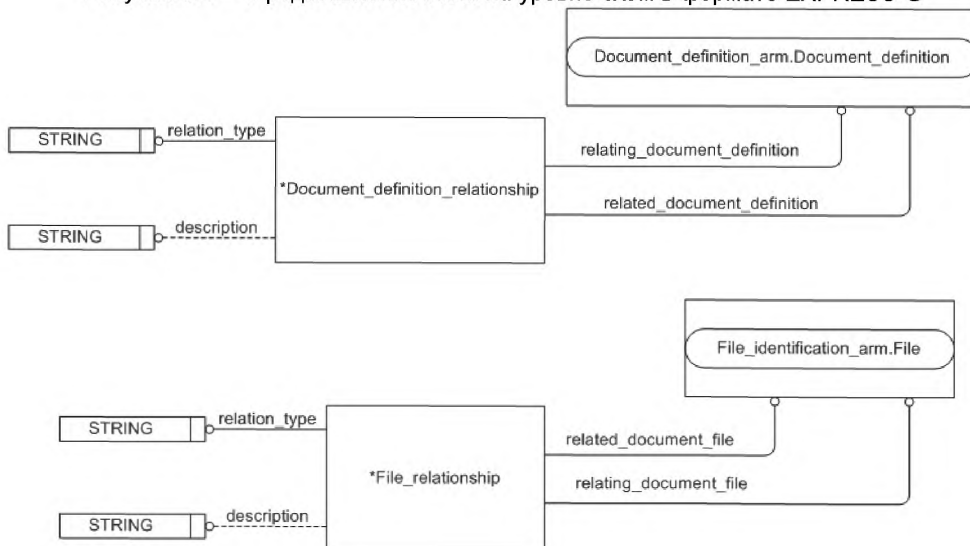 Document_definition_arm.Document_definition
STRING
relation_type
relating_document_definition
*Document_definition_relationship
related_document_definition
STRING
description
File_identification_arm.File
STRING
relation_type
related_document_file
*File_relationship
relating_document_file
STRING
description